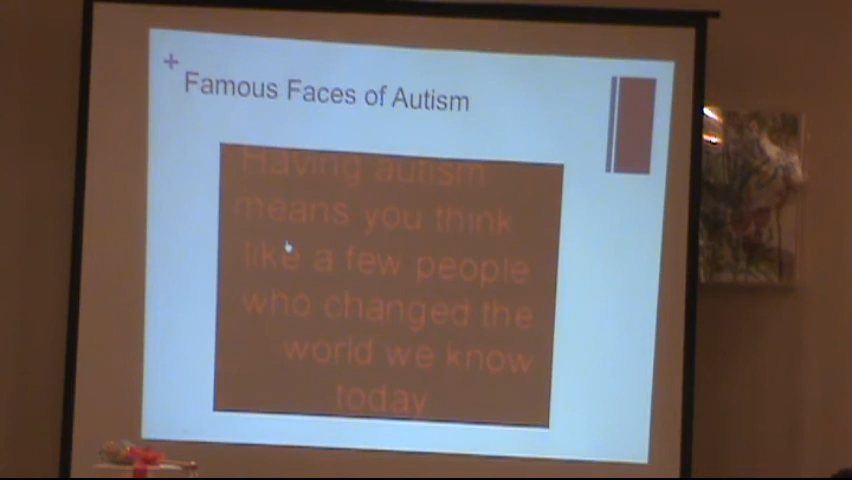 +
Famous Faces of Autism
Having autism
means you think
like a few people
who changed the
world we know
today